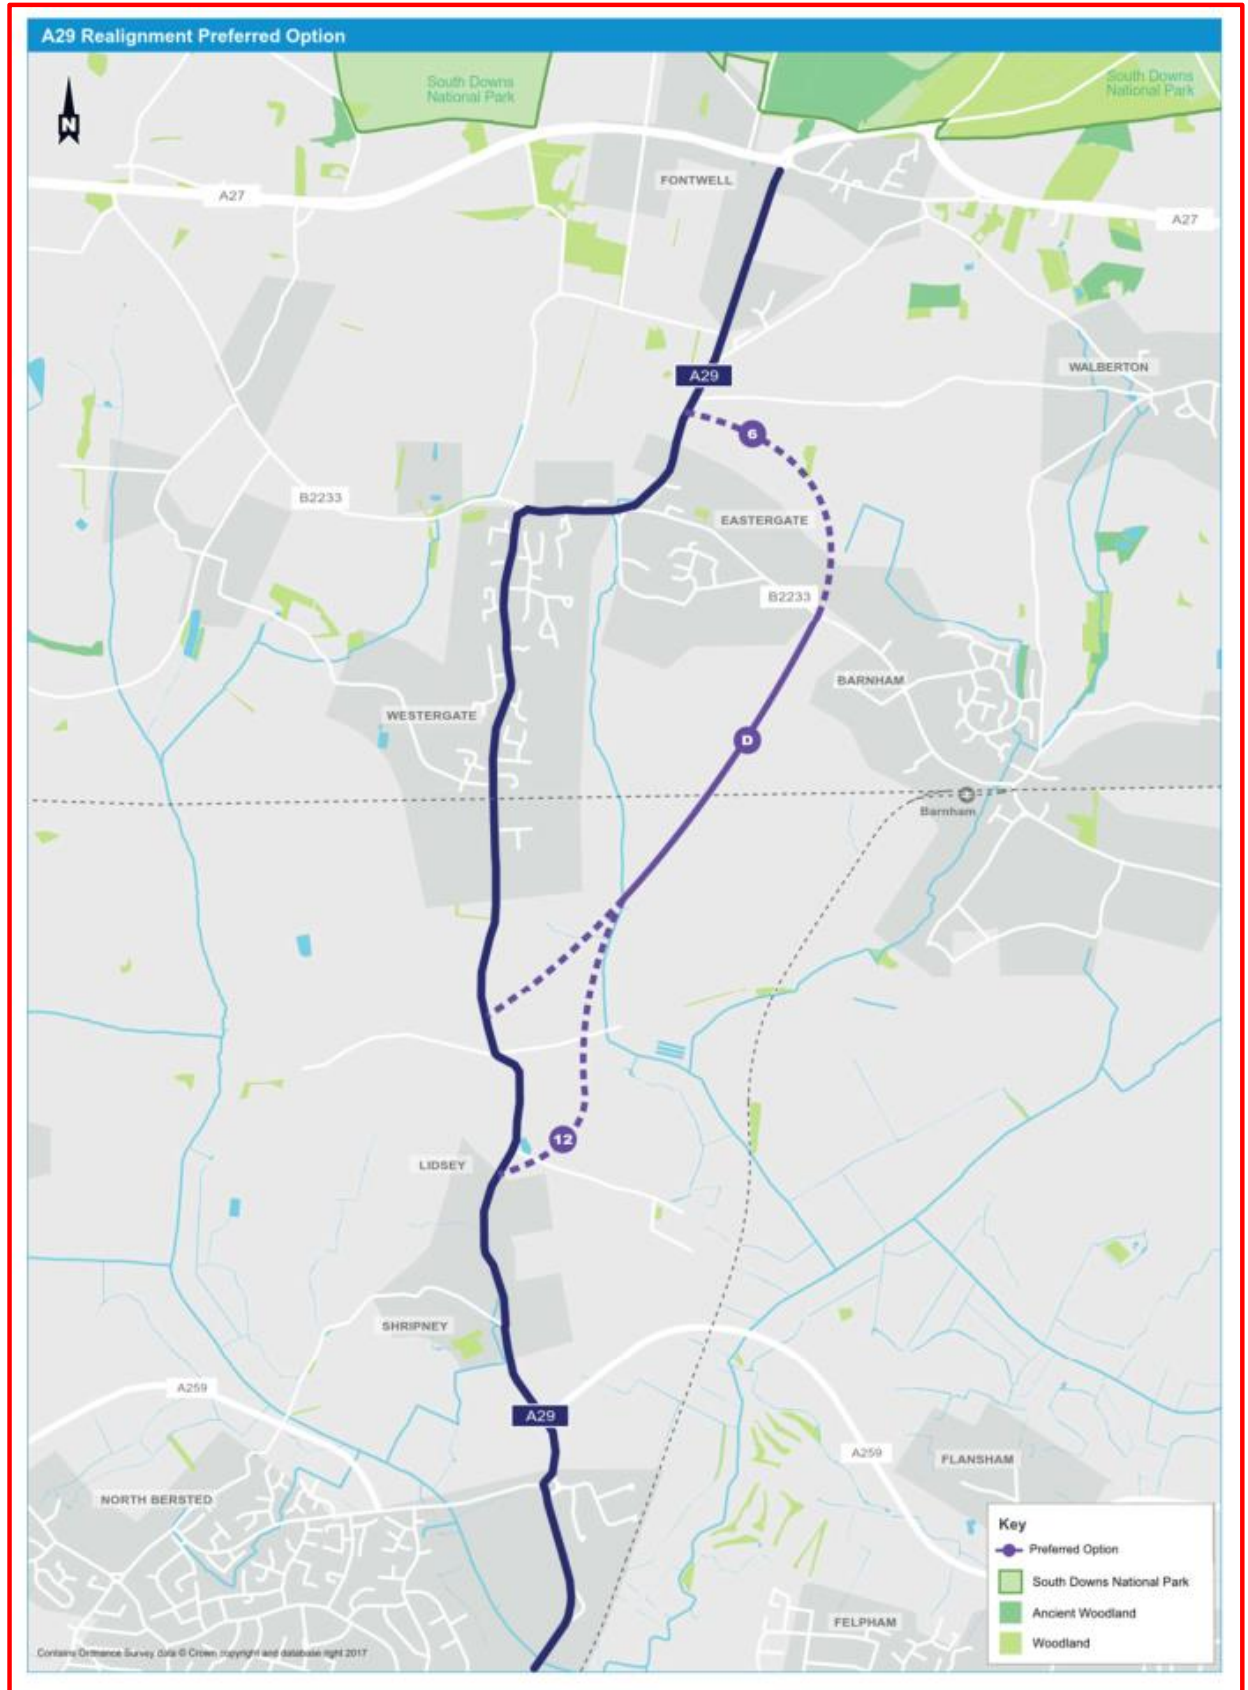 A29 Realignment Preferred Option
South Downs
National Park
South Downs
National Park
N
FONTWELL
A27
A27
WALBERTON
A29
6
B2233
EASTERGATE
B2233
BARNHAM
WESTERGATE
D
Barnham
12
LIDSEY
SHRIPNEY
A259
A29
A259
FLANSHAM
NORTH BERSTED
FELPHAM
Key
Preferred Option
South Downs National Park
Ancient Woodland
Woodland
Contains Ordnance Survey data © Crown copyright and database right 2017